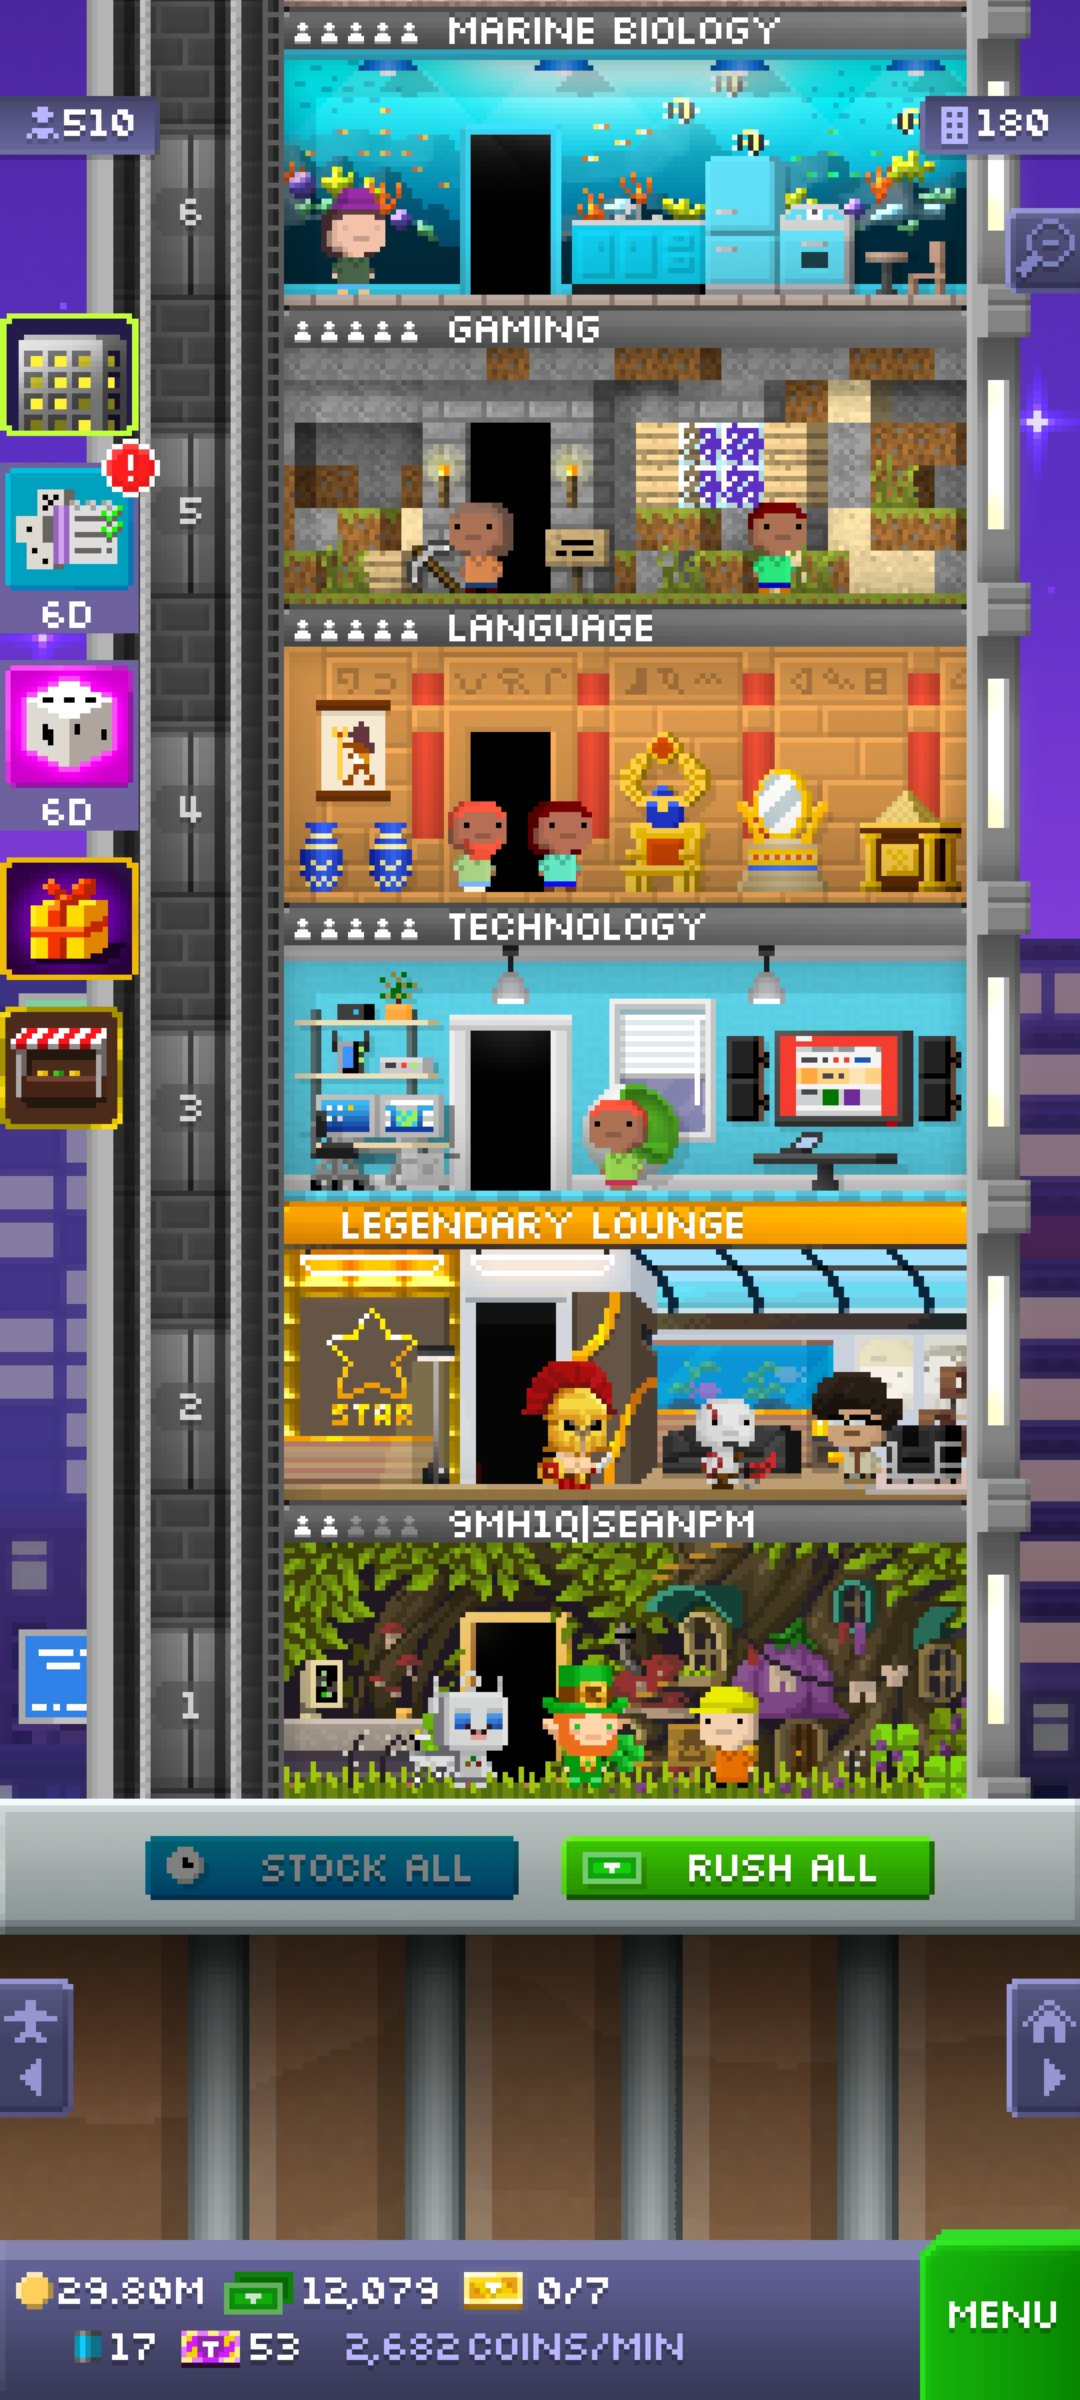 MARINE BIOLOGY
510
180
6
GAMING
5
6D
LANGUAGE
4
6D
TECHNOLOGY
3
LEGENDARY LOUNGE
STAR
2
9MH1Q|SEANPM
1
STOCK ALL
RUSH ALL
29.80M
12,079
0/7
MENU
17
53
2,682 COINS/MIN